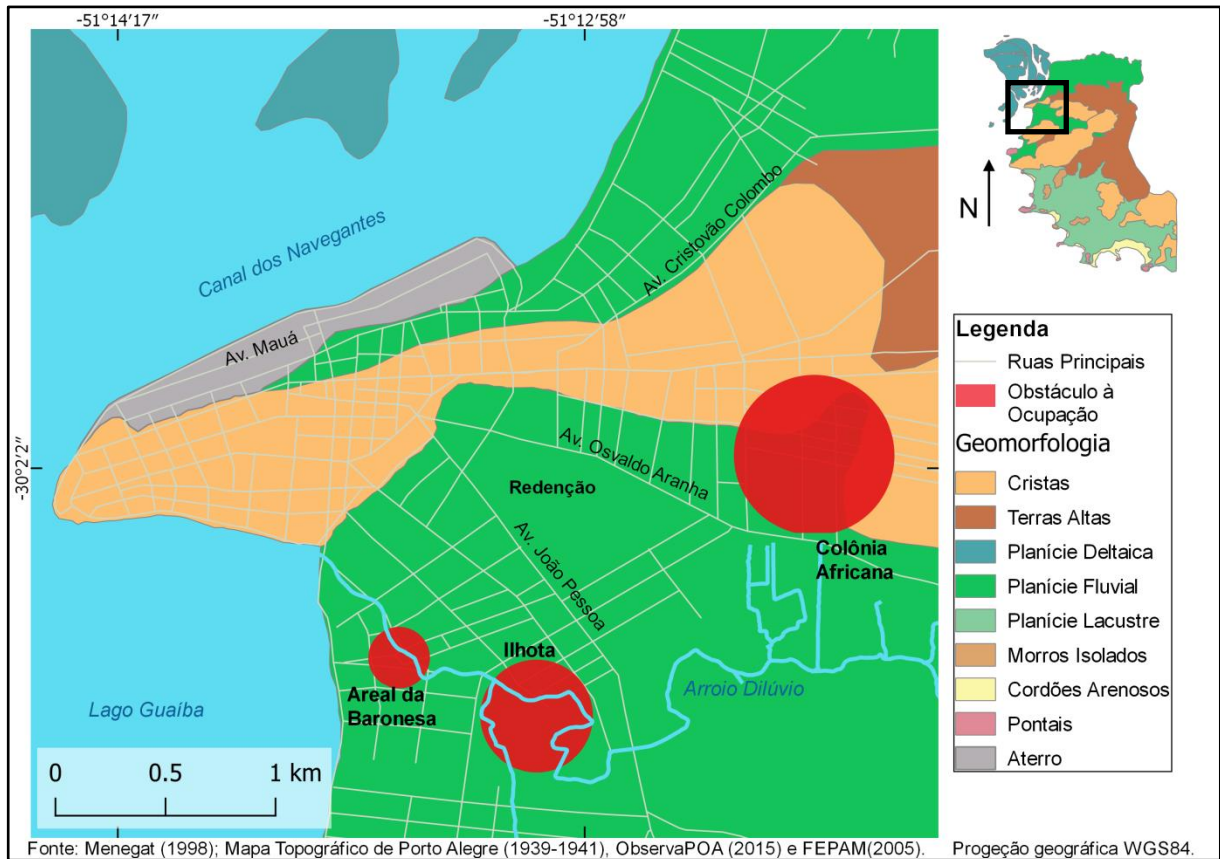 -51°14'17''
-51°12'58''
-30°2'2''
Canal dos Navegantes
Av. Cristovão Colombo
Av. Mauá
Av. Osvaldo Aranha
Redenção
Av. João Pessoa
Colônia
Africana
Ilhota
Areal da
Baronesa
Arroio Dilúvio
Lago Guaíba
0 0.5 1 km
N
Legenda
Ruas Principais
Obstáculo à
Ocupação
Geomorfologia
Cristas
Terras Altas
Planície Deltaica
Planície Fluvial
Planície Lacustre
Morros Isolados
Cordões Arenosos
Pontais
Aterro
Fonte: Menegat (1998); Mapa Topográfico de Porto Alegre (1939-1941), ObservaPOA (2015) e FEPAM(2005). Progeção geográfica WGS84.